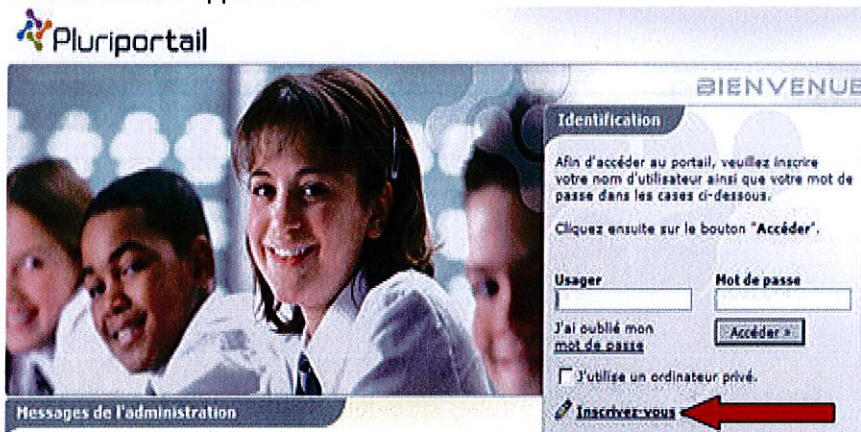 Pluriportail
BIENVENUE
Identification
Afin d'accéder au portail, veuillez inscrire
votre nom d'utilisateur ainsi que votre mot de
passe dans les cases ci-dessous.
Cliquez ensuite sur le bouton "Accéder".
Usager Mot de passe
J'ai oublié mon
mot de passe
Accéder »
J'utilise un ordinateur privé.
Inscrivez-vous
Messages de l'administration